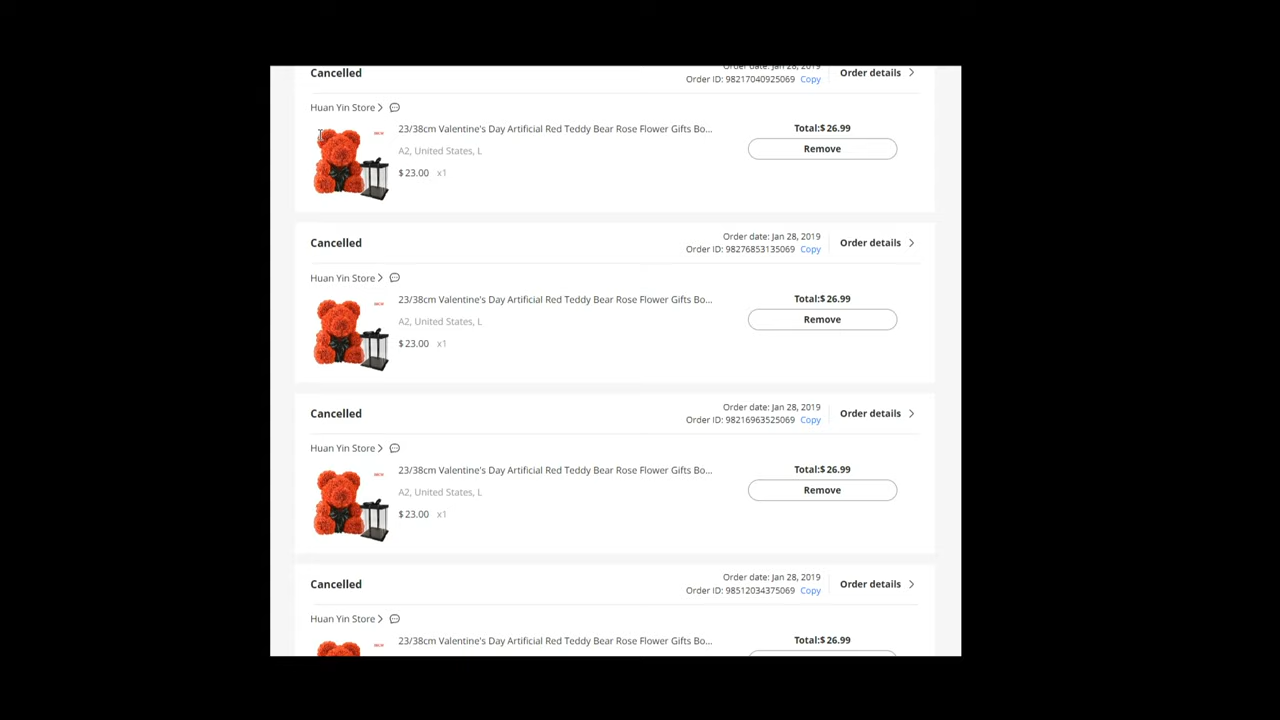 Order date: Jan 28, 2019
Cancelled
Order ID: 98217040925069 Copy
Order details
Huan Yin Store
23/38cm Valentine's Day Artificial Red Teddy Bear Rose Flower Gifts Bo...
Total:$26.99
A2, United States, L
Remove
$23.00 x1
Order date: Jan 28, 2019
Cancelled
Order ID: 98276853135069 Copy
Order details
Huan Yin Store
23/38cm Valentine's Day Artificial Red Teddy Bear Rose Flower Gifts Bo...
Total:$26.99
A2, United States, L
Remove
$23.00 x1
Order date: Jan 28, 2019
Cancelled
Order ID: 98216963525069 Copy
Order details
Huan Yin Store
23/38cm Valentine's Day Artificial Red Teddy Bear Rose Flower Gifts Bo...
Total:$26.99
A2, United States, L
Remove
$23.00 x1
Order date: Jan 28, 2019
Cancelled
Order ID: 98512034375069 Copy
Order details
Huan Yin Store
23/38cm Valentine's Day Artificial Red Teddy Bear Rose Flower Gifts Bo...
Total:$26.99